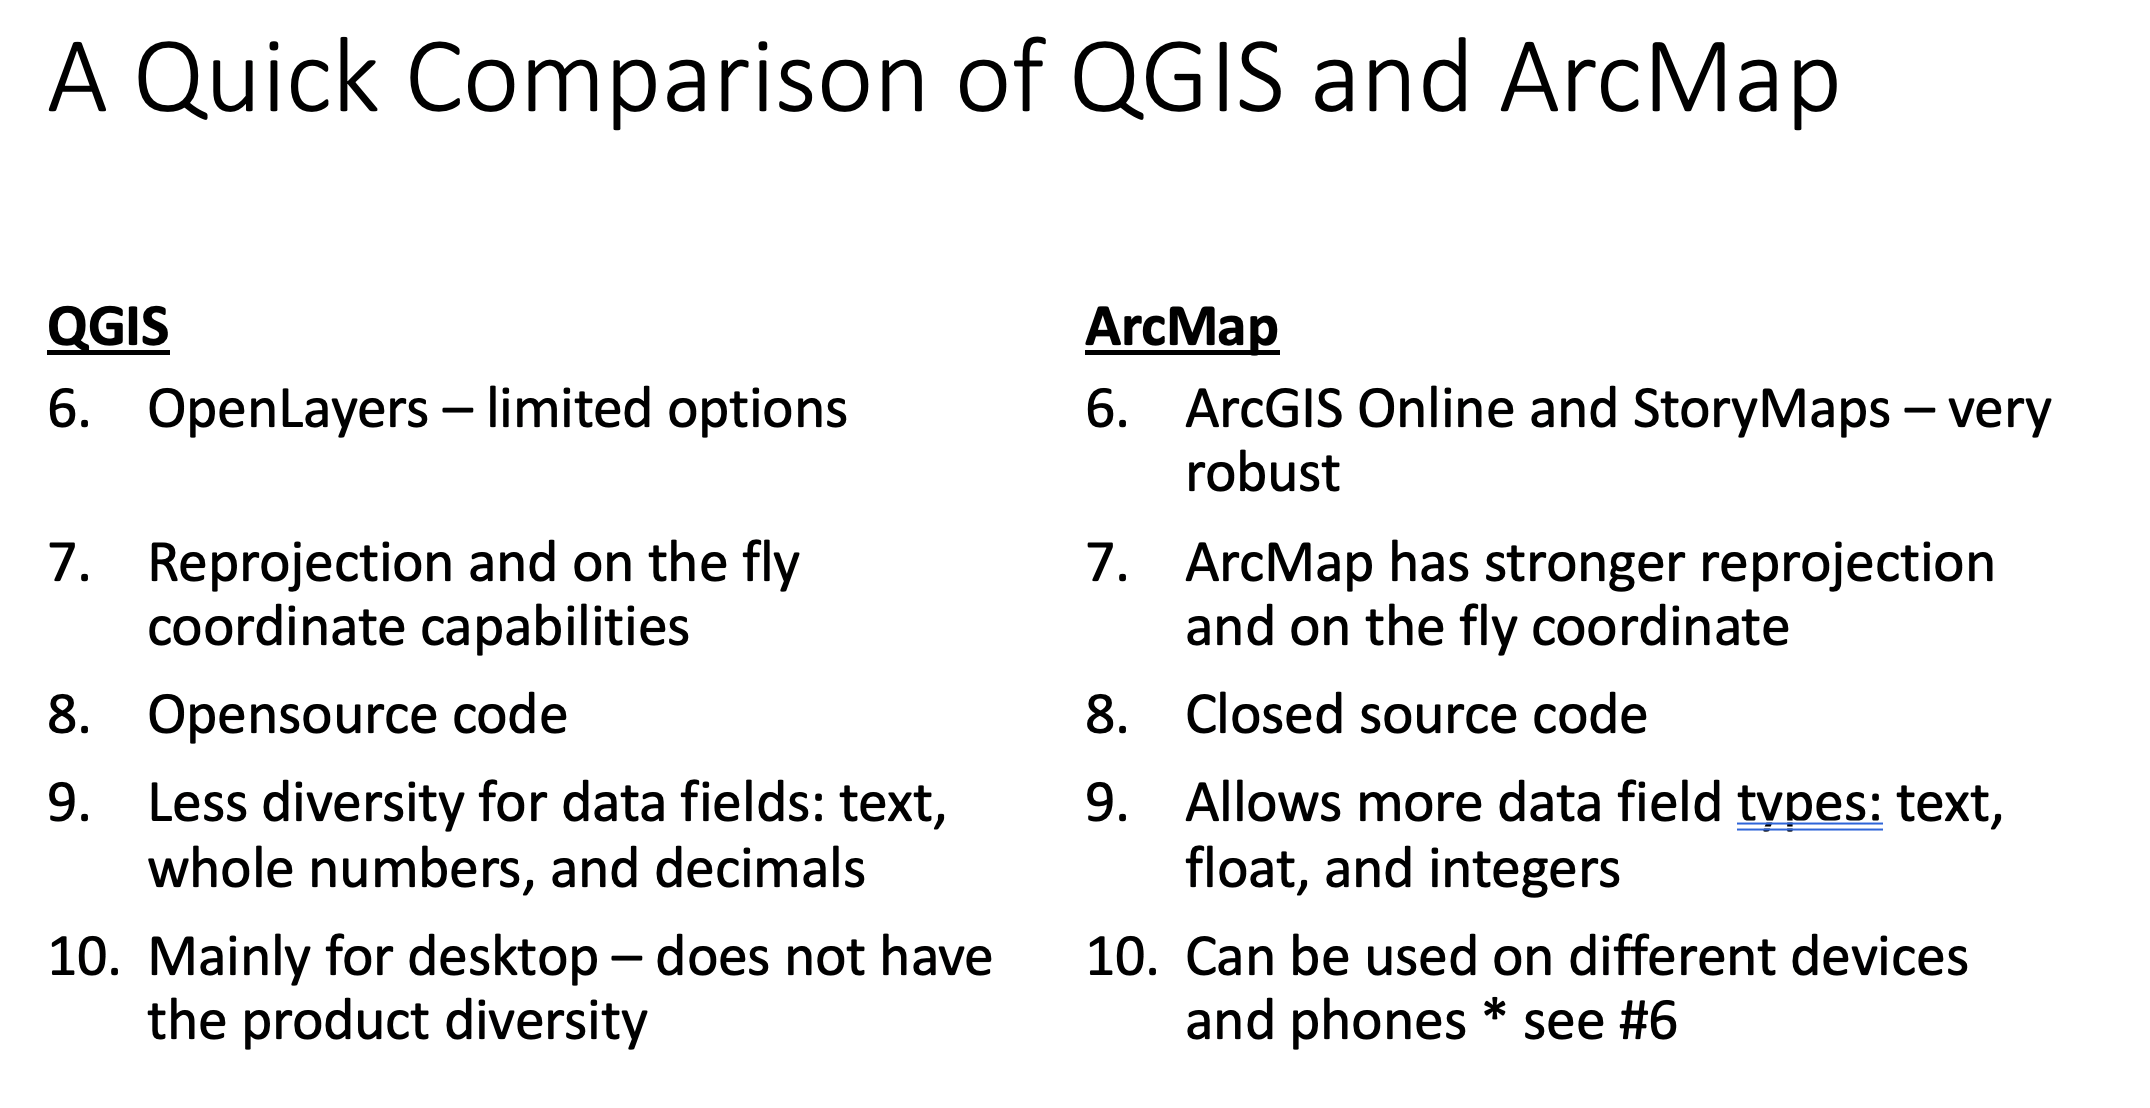 A Quick Comparison of QGIS and ArcMap
QGIS
6. OpenLayers – limited options
7. Reprojection and on the fly
coordinate capabilities
8. Opensource code
9. Less diversity for data fields: text,
whole numbers, and decimals
10. Mainly for desktop – does not have
the product diversity
ArcMap
6. ArcGIS Online and StoryMaps – very
robust
7. ArcMap has stronger reprojection
and on the fly coordinate
8. Closed source code
9. Allows more data field types: text,
float, and integers
10. Can be used on different devices
and phones * see #6